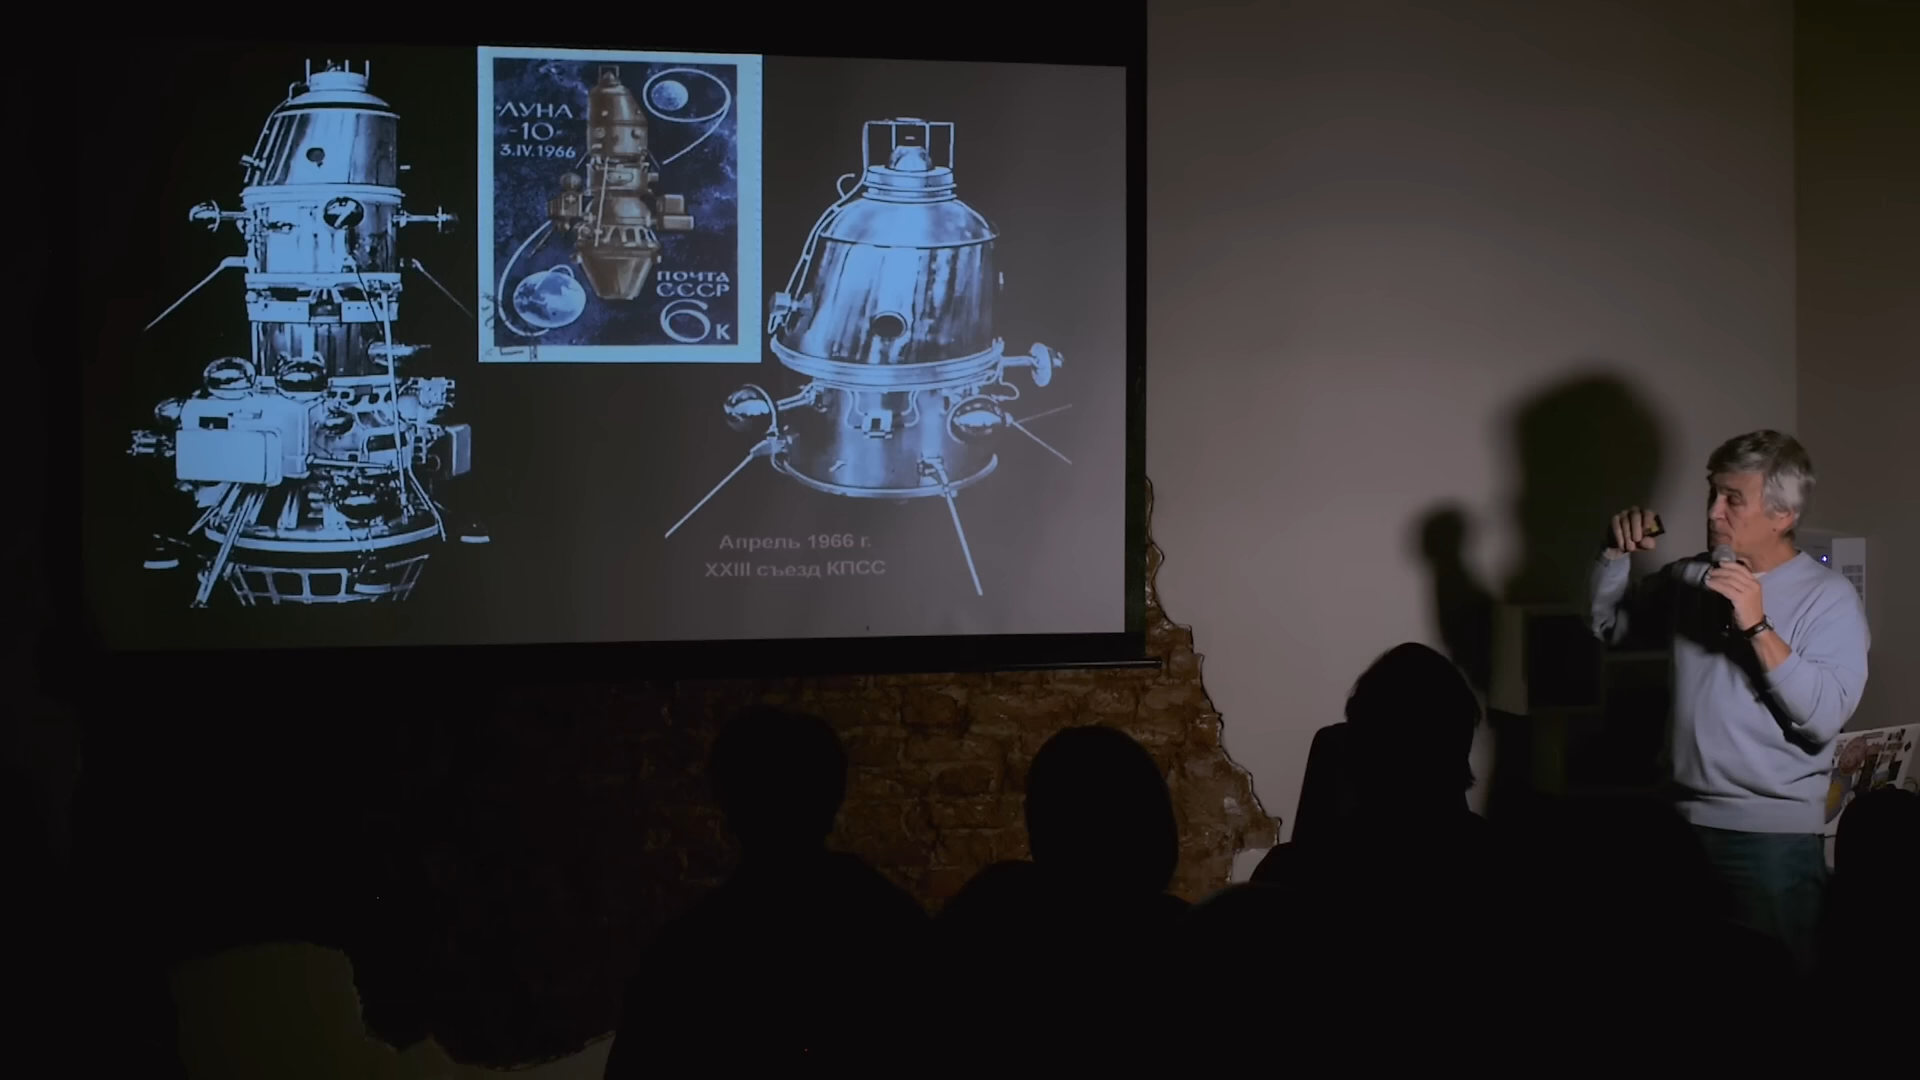 ЛУНА
-10-
3.IV.1966
ПОЧТА
СССР
6к
Апрель 1966 г.
XXIII съезд КПСС